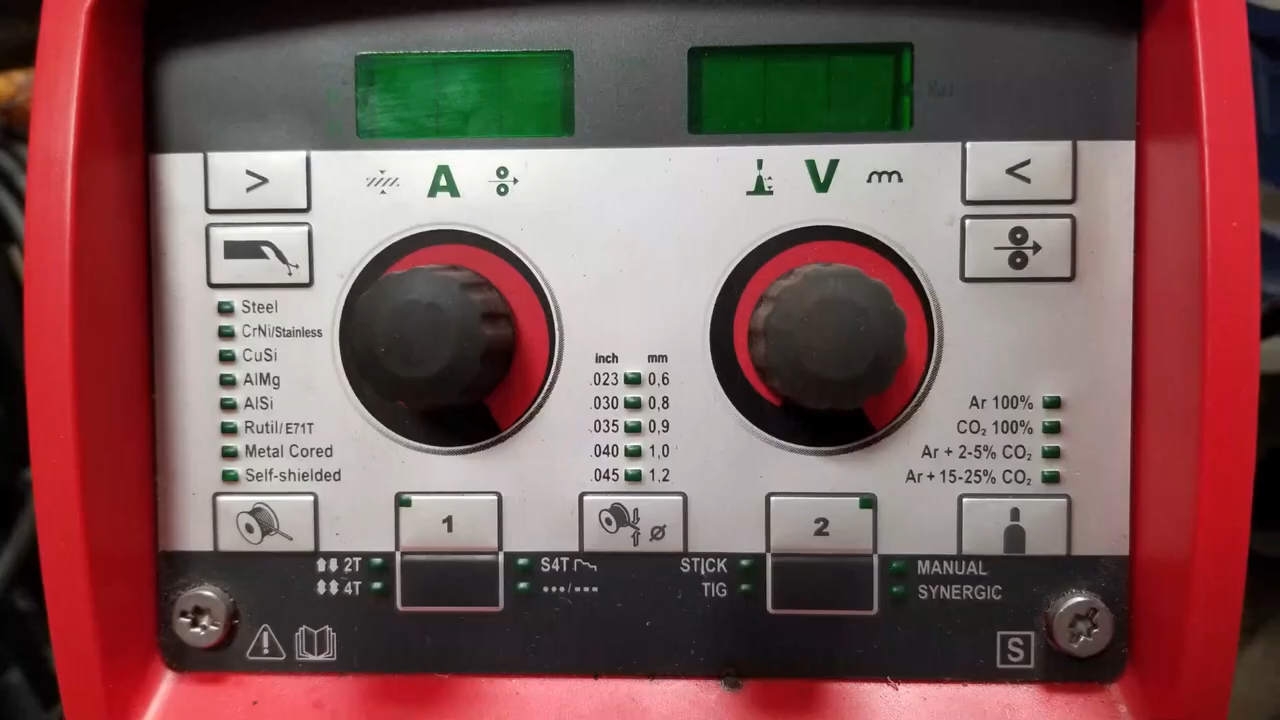 > A V <
Steel
CrNi/Stainless
CuSi
AlMg
AlSi
Rutil/E71T
Metal Cored
Self-shielded
inch mm
.023 0,6
.030 0,8
.035 0,9
.040 1,0
.045 1,2
Ar 100%
CO₂ 100%
Ar + 2-5% CO₂
Ar + 15-25% CO₂
1
Ø
2
2T
4T
S4T
STICK
TIG
MANUAL
SYNERGIC
S